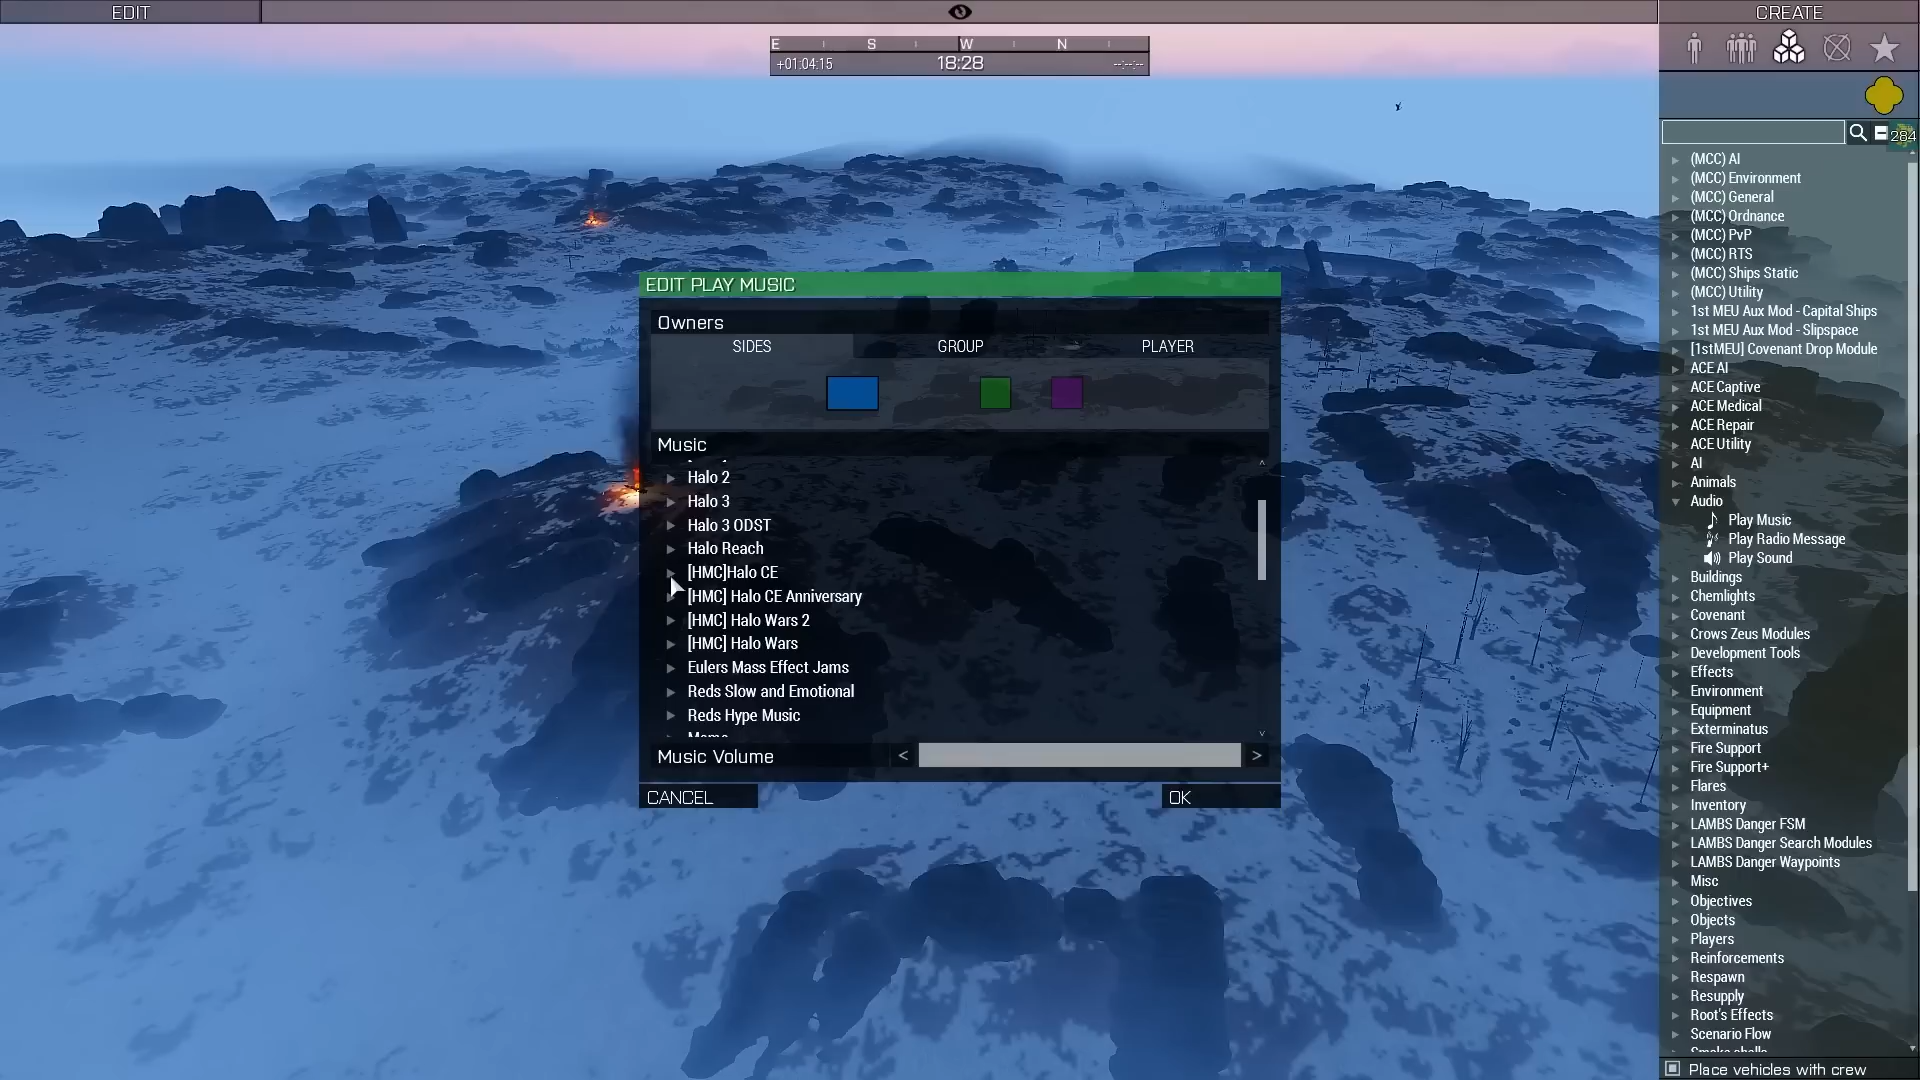 EDIT
CREATE
E S W N
+01:04:15 18:28 --:--:--
284
(MCC) AI
(MCC) Environment
(MCC) General
(MCC) Ordnance
(MCC) PvP
(MCC) RTS
(MCC) Ships Static
(MCC) Utility
1st MEU Aux Mod - Capital Ships
1st MEU Aux Mod - Slipspace
[1stMEU] Covenant Drop Module
ACE AI
ACE Captive
ACE Medical
ACE Repair
ACE Utility
AI
Animals
Audio
Play Music
Play Radio Message
Play Sound
Buildings
Chemlights
Covenant
Crows Zeus Modules
Development Tools
Effects
Environment
Equipment
Exterminatus
Fire Support
Fire Support+
Flares
Inventory
LAMBS Danger FSM
LAMBS Danger Search Modules
LAMBS Danger Waypoints
Misc
Objectives
Objects
Players
Reinforcements
Respawn
Resupply
Root's Effects
Scenario Flow
Place vehicles with crew
EDIT PLAY MUSIC
Owners
SIDES GROUP PLAYER
Music
Halo 2
Halo 3
Halo 3 ODST
Halo Reach
[HMC]Halo CE
[HMC] Halo CE Anniversary
[HMC] Halo Wars 2
[HMC] Halo Wars
Eulers Mass Effect Jams
Reds Slow and Emotional
Reds Hype Music
Music Volume < >
CANCEL OK